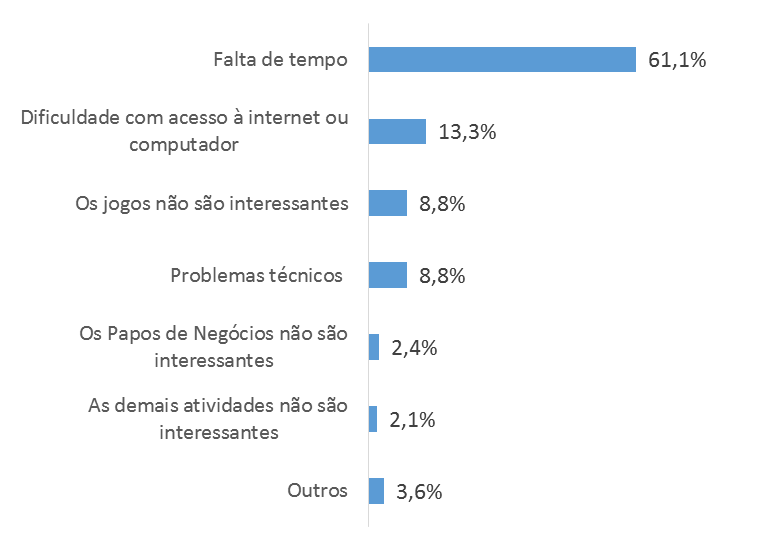 Falta de tempo
61,1%
Dificuldade com acesso à internet ou
computador
13,3%
Os jogos não são interessantes
8,8%
Problemas técnicos
8,8%
Os Papos de Negócios não são
interessantes
2,4%
As demais atividades não são
interessantes
2,1%
Outros
3,6%